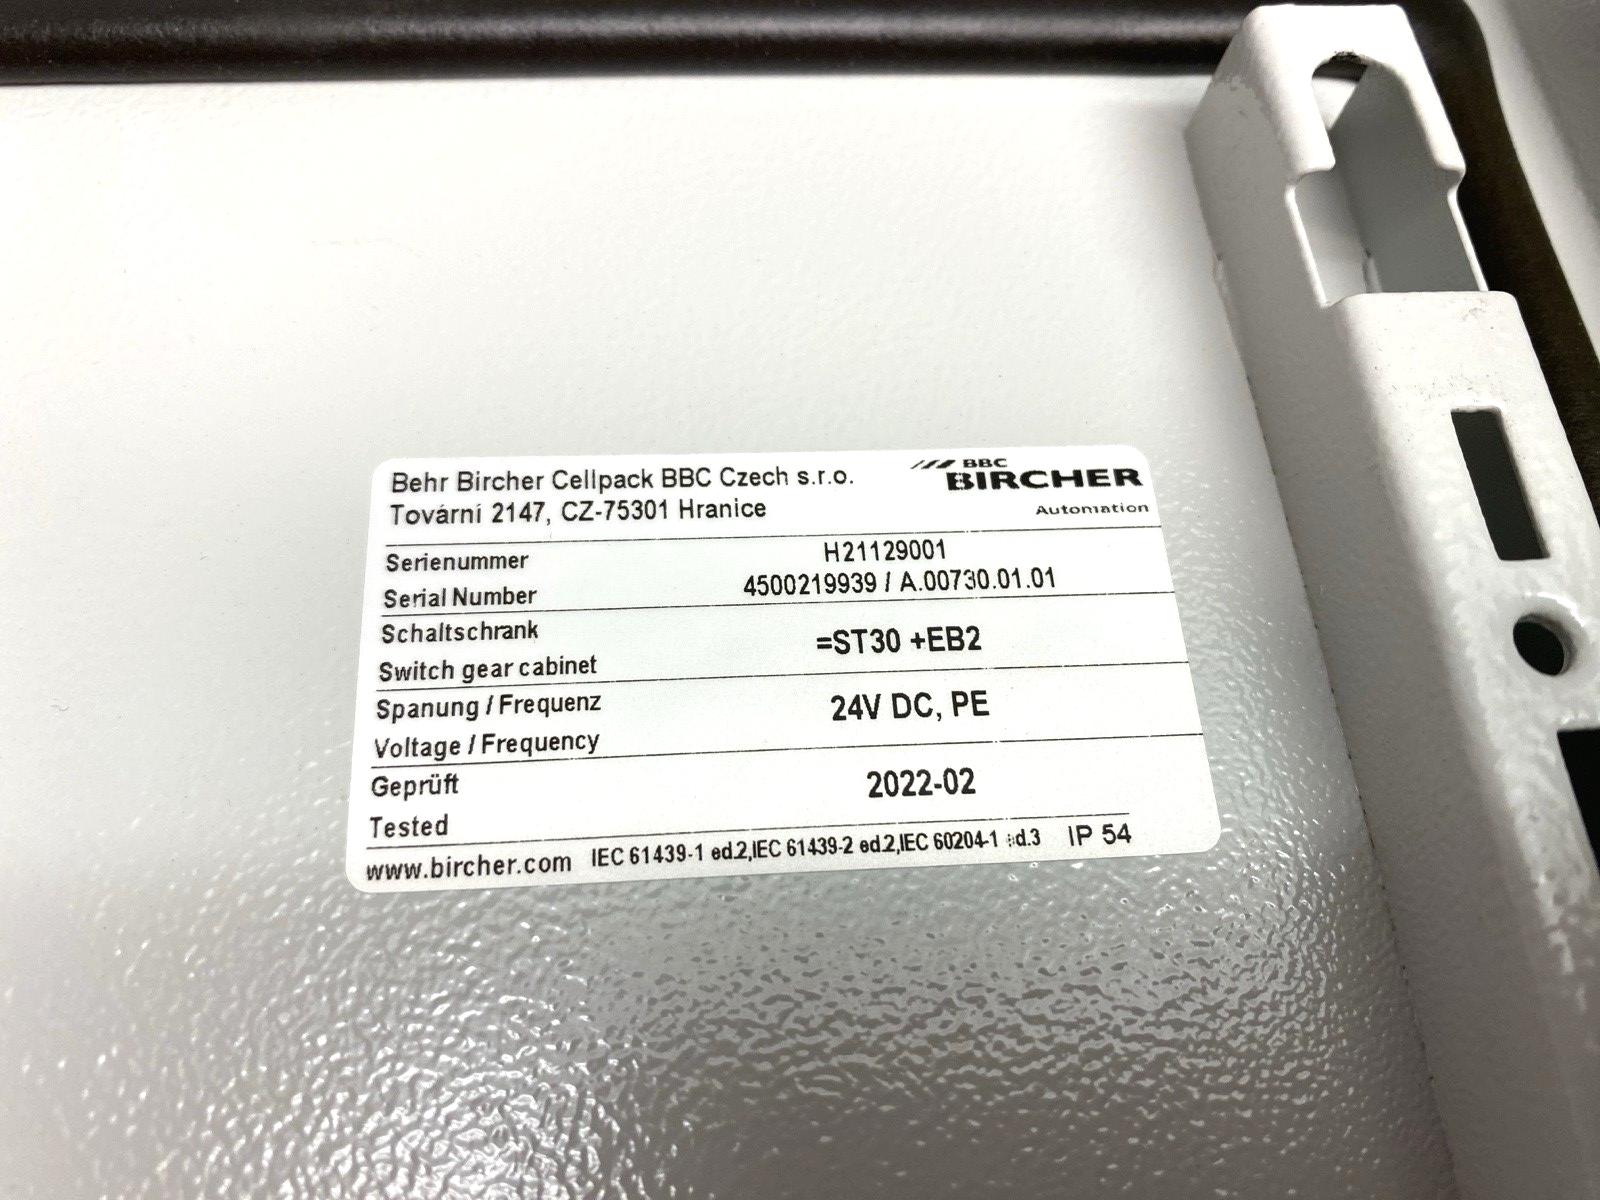 Behr Bircher Cellpack BBC Czech s.r.o.
Tovární 2147, CZ-75301 Hranice
BBC
BIRCHER
Automation
Serienummer
Serial Number
H21129001
4500219939 / A.00730.01.01
Schaltschrank
Switch gear cabinet
=ST30 +EB2
Spanung / Frequenz
Voltage / Frequency
24V DC, PE
Geprüft
Tested
2022-02
www.bircher.com IEC 61439-1 ed.2,IEC 61439-2 ed.2,IEC 60204-1 ed.3 IP 54